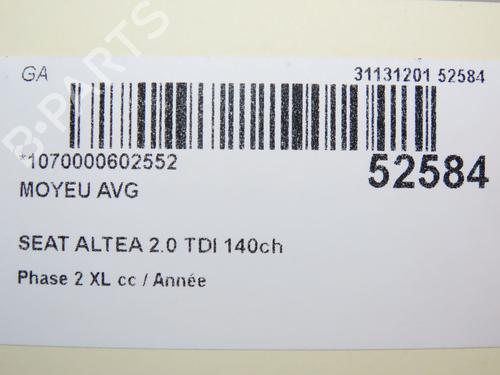 GA 31131201 52584
*1070000602552 52584
MOYEU AVG
SEAT ALTEA 2.0 TDI 140ch
Phase 2 XL cc / Année
B-PARTS